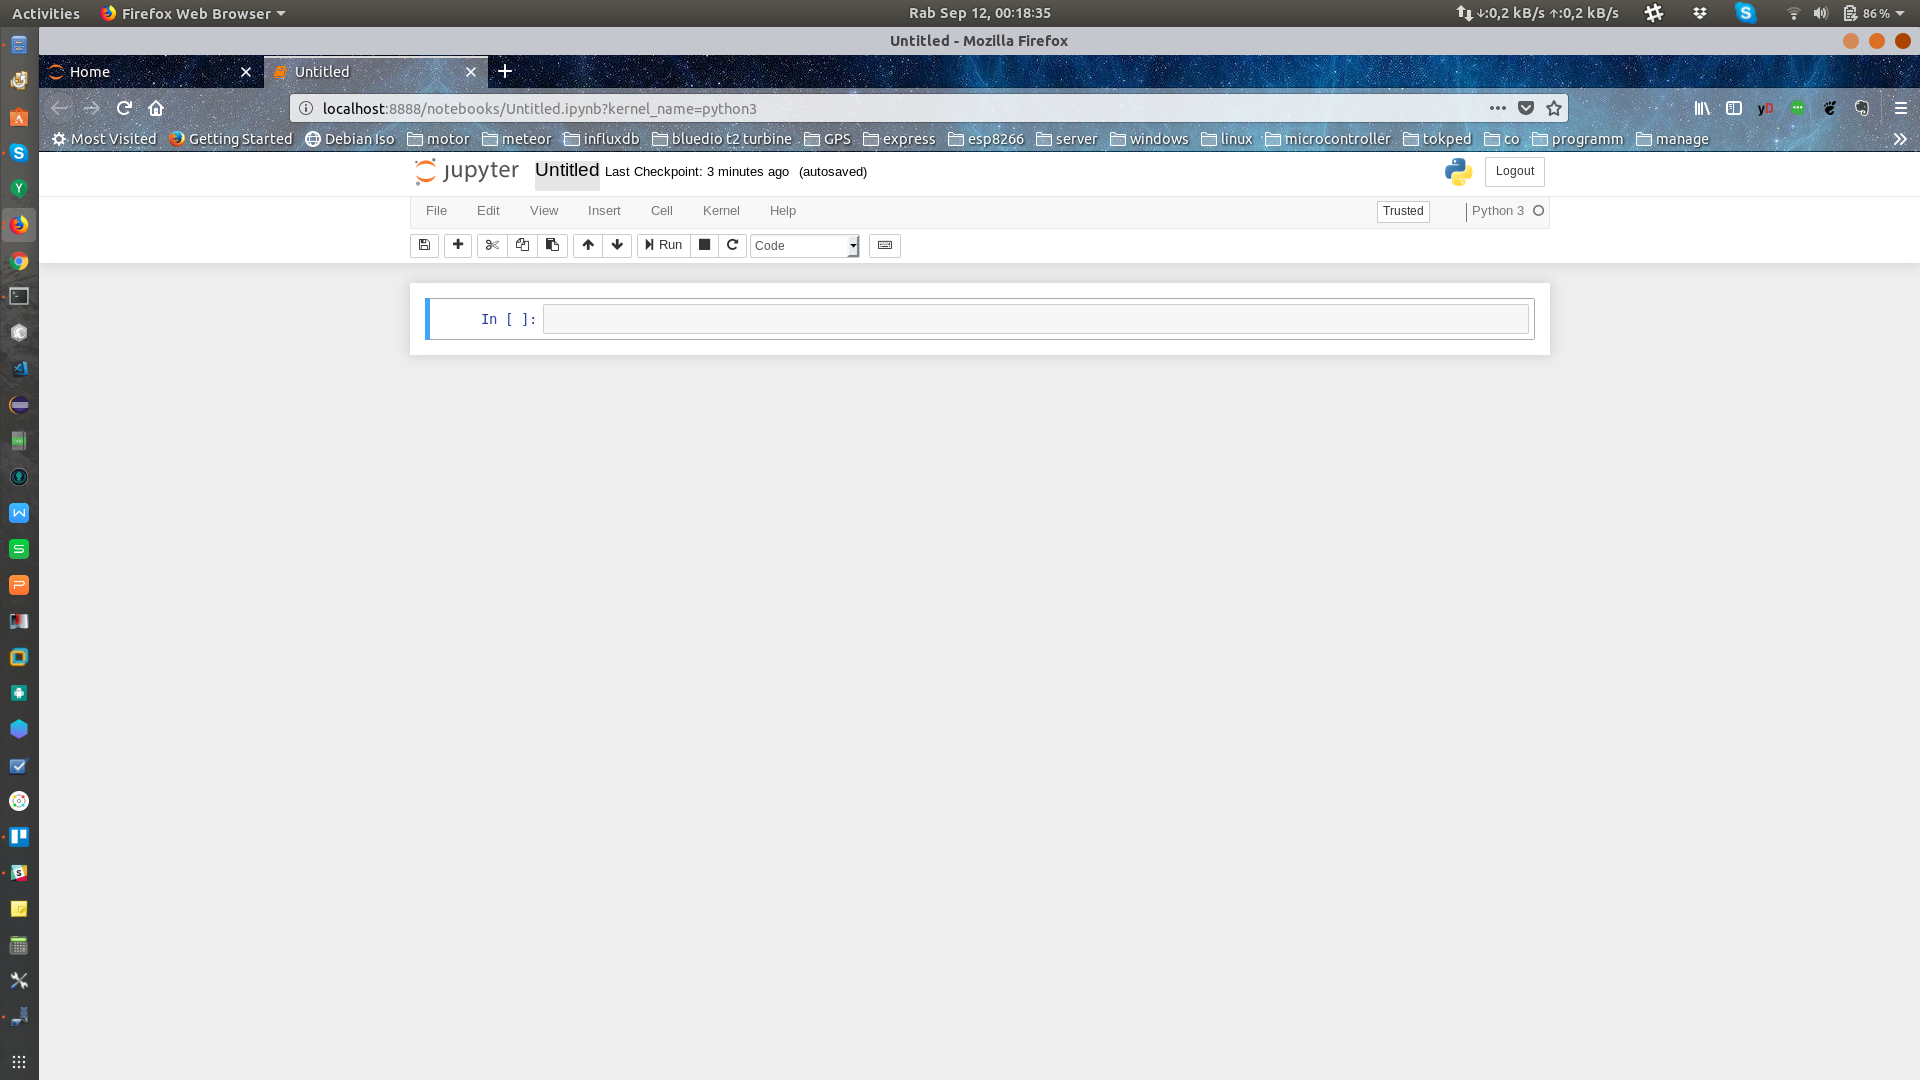 Activities Firefox Web Browser Rab Sep 12, 00:18:35 ↓:0,2 kB/s ↑:0,2 kB/s 86%
Untitled - Mozilla Firefox
Home Untitled
localhost:8888/notebooks/Untitled.ipynb?kernel_name=python3
Most Visited Getting Started Debian Iso motor meteor influxdb bluedio t2 turbine GPS express esp8266 server windows linux microcontroller tokped co programm manage
jupyter Untitled Last Checkpoint: 3 minutes ago (autosaved) Logout
File Edit View Insert Cell Kernel Help Trusted Python 3
Run Code
In [ ]: